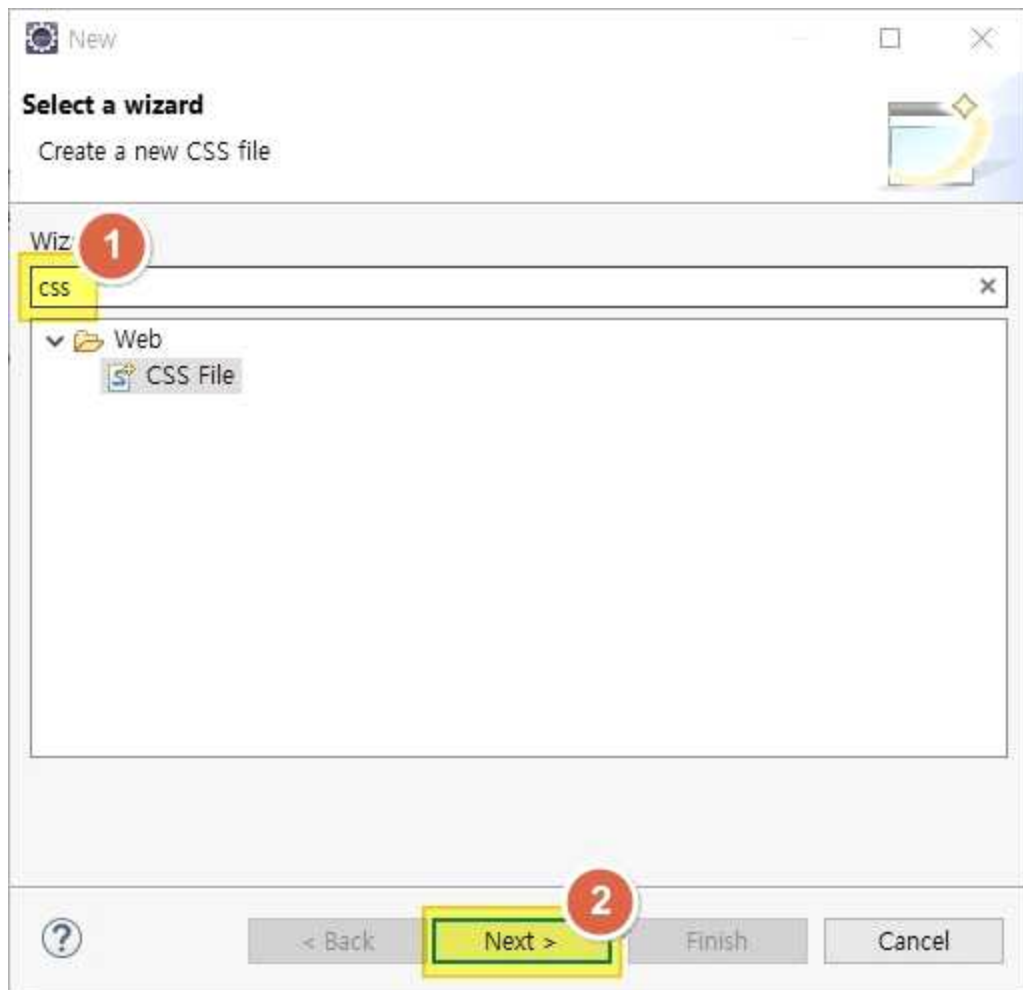 New
Select a wizard
Create a new CSS file
Wiz
1
css
Web
CSS File
2
< Back
Next >
Finish
Cancel